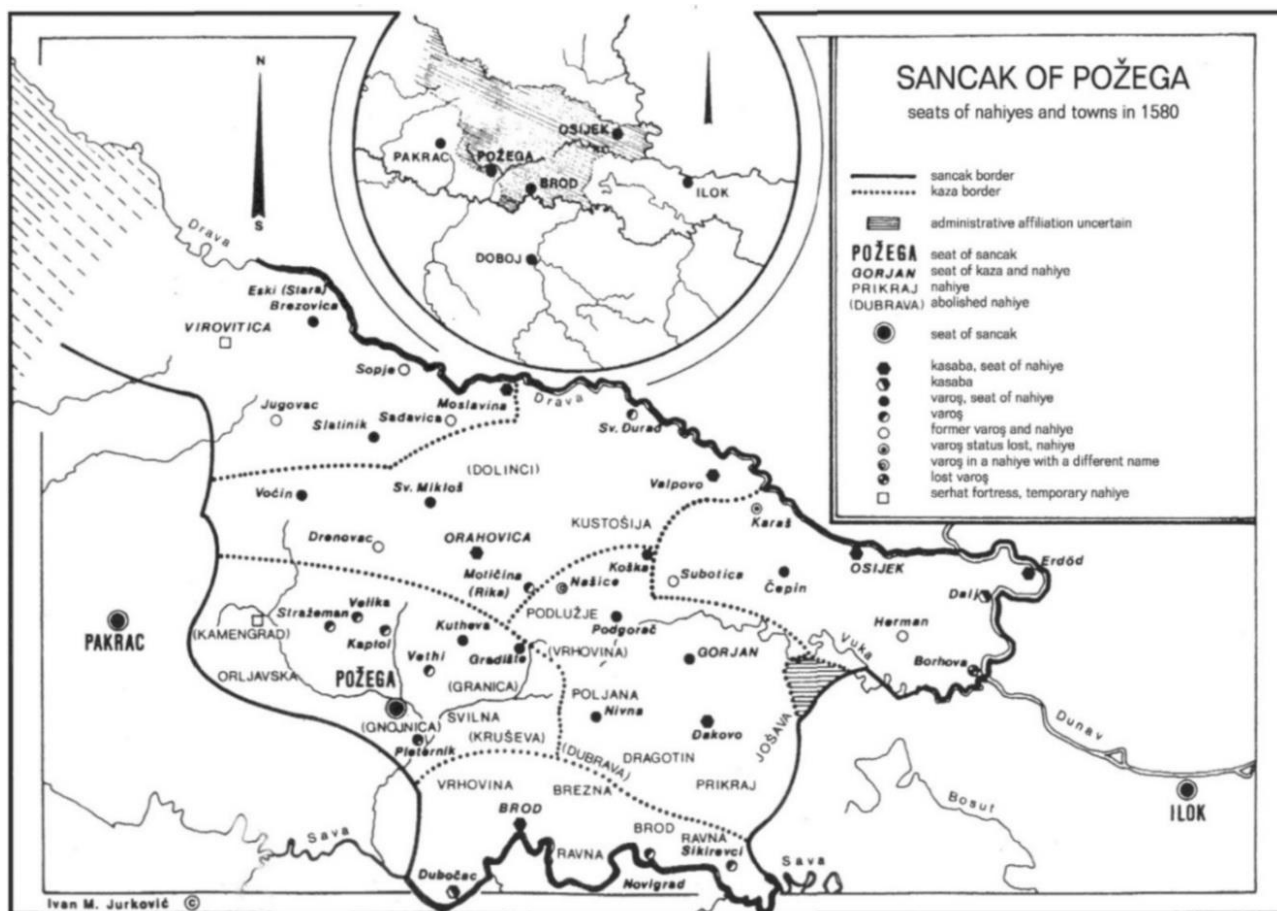 SANCAK OF POŽEGA
seats of nahiyes and towns in 1580
sancak border
kaza border
administrative affiliation uncertain
POŽEGA seat of sancak
GORJAN seat of kaza and nahiye
PRIKRAJ nahiye
(DUBRAVA) abolished nahiye
seat of sancak
kasaba, seat of nahiye
kasaba
varoş, seat of nahiye
varoş
former varoş and nahiye
varoş status lost, nahiye
varoş in a nahiye with a different name
lost varoş
serhat fortress, temporary nahiye
N
S
OSIJEK
PAKRAC
POŽEGA
BROD
ILOK
DOBOJ
Drava
Eski (Stara)
Brezovica
VIROVITICA
Sopje
Moslavina
Drava
Jugovac
Sadavica
Slatinik
Sv. Đurađ
(DOLINCI)
Valpovo
Voćin
Sv. Mikloš
KUSTOŠIJA
Karaš
Drenovac
ORAHOVICA
Koška
OSIJEK
Erdöd
Motičina
(Rika)
Našice
Subotica
Čepin
Dalj
PODLUŽJE
Stražeman
Velika
(KAMENGRAD)
Kaptol
Kutheva
Podgorač
Herman
Vuka
PAKRAC
Vethi
Gradište
(VRHOVINA)
GORJAN
Borhova
ORLJAVSKA
POŽEGA
(GRANICA)
POLJANA
Nivna
JOŠAVA
(GNOJNICA)
SVILNA
(KRUŠEVA)
Đakovo
Dunav
Pleternik
(DUBRAVA)
DRAGOTIN
PRIKRAJ
VRHOVINA
BREZNA
Bosut
ILOK
BROD
BROD
RAVNA
Sava
RAVNA
Sikirevci
Sava
Dubočac
Novigrad
Ivan M. Jurković ©